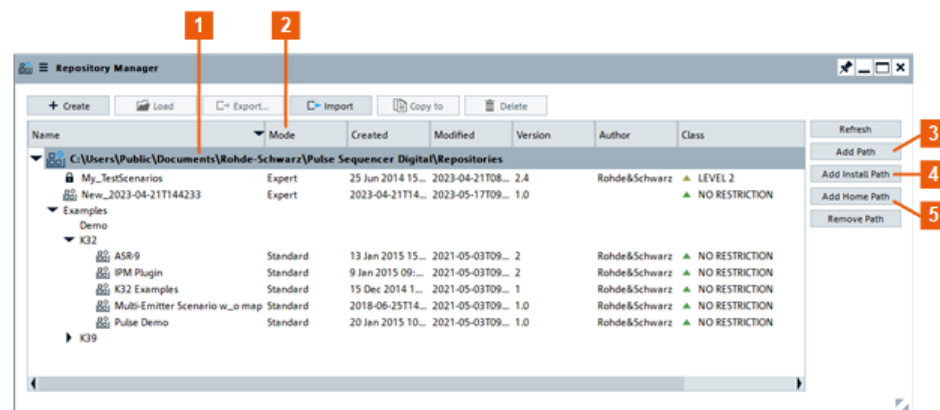 1 2
Repository Manager
+ Create Load Export... Import Copy to Delete
Name Mode Created Modified Version Author Class Refresh
3
Add Path
C:\Users\Public\Documents\Rohde-Schwarz\Pulse Sequencer Digital\Repositories
My_TestScenarios Expert 25 Jun 2014 15... 2023-04-21T08... 2.4 Rohde&Schwarz LEVEL 2 Add Install Path 4
New_2023-04-21T144233 Expert 2023-04-21T14... 2023-05-17T09... 1.0 NO RESTRICTION Add Home Path
5
Examples Remove Path
Demo
K32
ASR-9 Standard 13 Jan 2015 15... 2021-05-03T09... 2 Rohde&Schwarz NO RESTRICTION
IPM Plugin Standard 9 Jan 2015 09:... 2021-05-03T09... 2 Rohde&Schwarz NO RESTRICTION
K32 Examples Standard 15 Dec 2014 1... 2021-05-03T09... 1 Rohde&Schwarz NO RESTRICTION
Multi-Emitter Scenario w_o map Standard 2018-06-25T14... 2021-05-03T09... 1.0 Rohde&Schwarz NO RESTRICTION
Pulse Demo Standard 20 Jan 2015 10... 2021-05-03T09... 1.0 Rohde&Schwarz NO RESTRICTION
K39